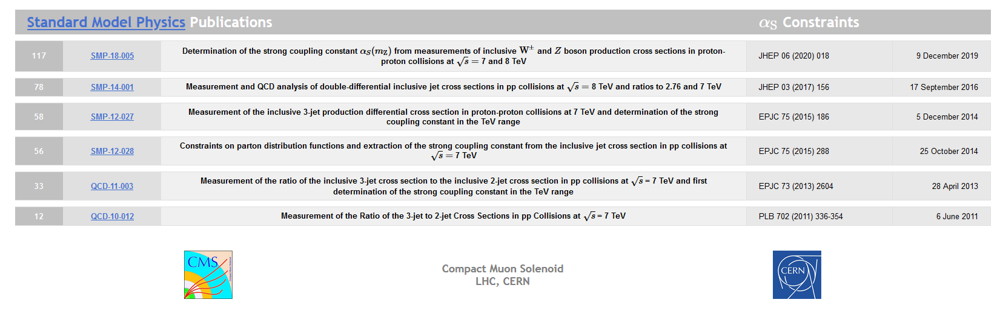 Standard Model Physics Publications αS Constraints
117 SMP-18-005 Determination of the strong coupling constant αS(mZ) from measurements of inclusive W± and Z boson production cross sections in proton-
proton collisions at √s = 7 and 8 TeV JHEP 06 (2020) 018 9 December 2019
78 SMP-14-001 Measurement and QCD analysis of double-differential inclusive jet cross sections in pp collisions at √s = 8 TeV and ratios to 2.76 and 7 TeV JHEP 03 (2017) 156 17 September 2016
58 SMP-12-027 Measurement of the inclusive 3-jet production differential cross section in proton-proton collisions at 7 TeV and determination of the strong
coupling constant in the TeV range EPJC 75 (2015) 186 5 December 2014
56 SMP-12-028 Constraints on parton distribution functions and extraction of the strong coupling constant from the inclusive jet cross section in pp collisions at
√s = 7 TeV EPJC 75 (2015) 288 25 October 2014
33 QCD-11-003 Measurement of the ratio of the inclusive 3-jet cross section to the inclusive 2-jet cross section in pp collisions at √s = 7 TeV and first
determination of the strong coupling constant in the TeV range EPJC 73 (2013) 2604 28 April 2013
12 QCD-10-012 Measurement of the Ratio of the 3-jet to 2-jet Cross Sections in pp Collisions at √s = 7 TeV PLB 702 (2011) 336-354 6 June 2011
CMS
Compact Muon Solenoid
Compact Muon Solenoid
LHC, CERN
CERN